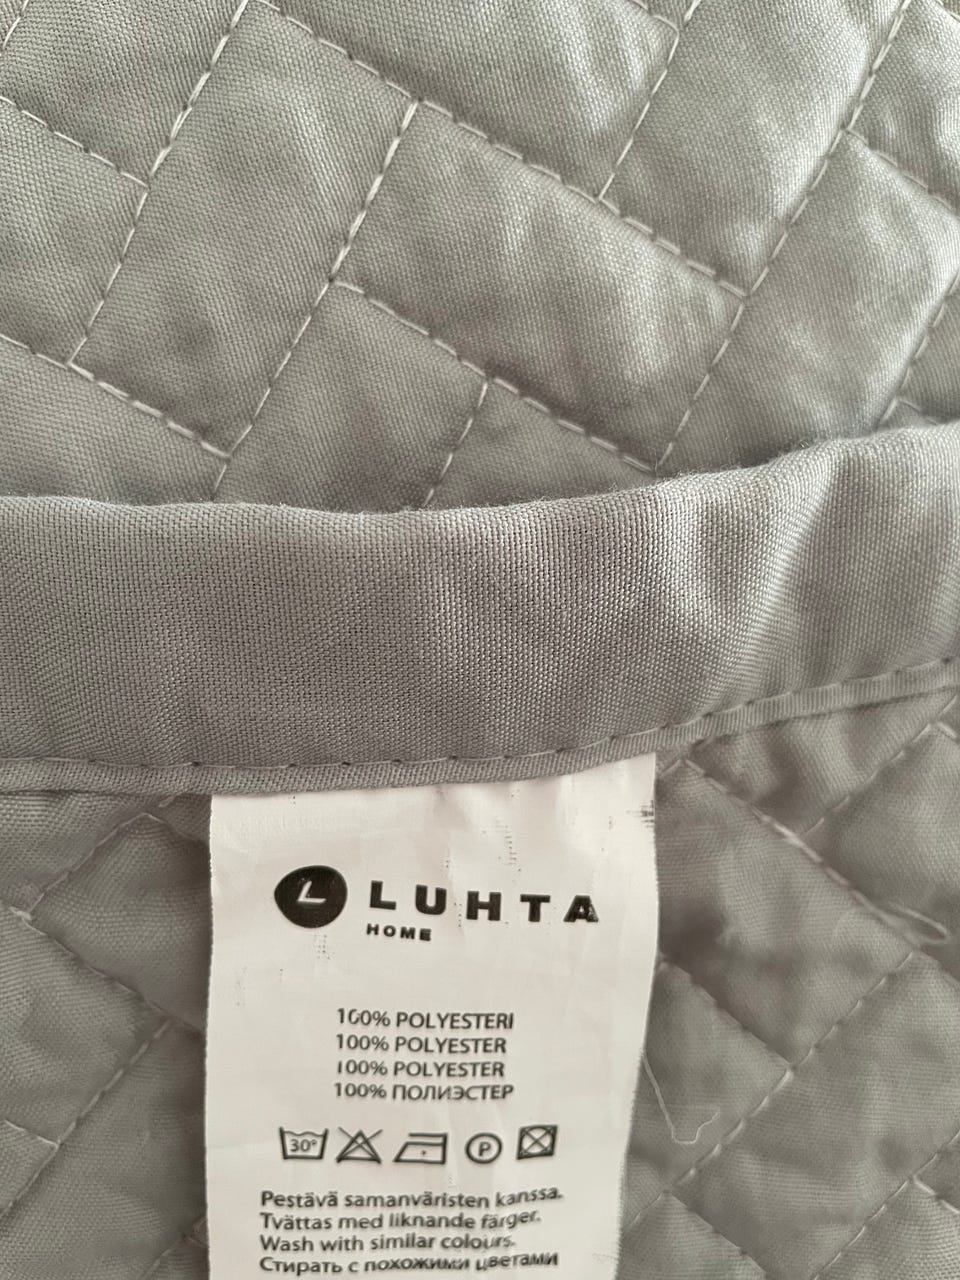 L LUHTA
HOME
100% POLYESTERI
100% POLYESTER
100% POLYESTER
100% ПОЛИЭСТЕР
30°
P
Pestävä samanväristen kanssa.
Tvättas med liknande färger.
Wash with similar colours.
Стирать с похожими цветами